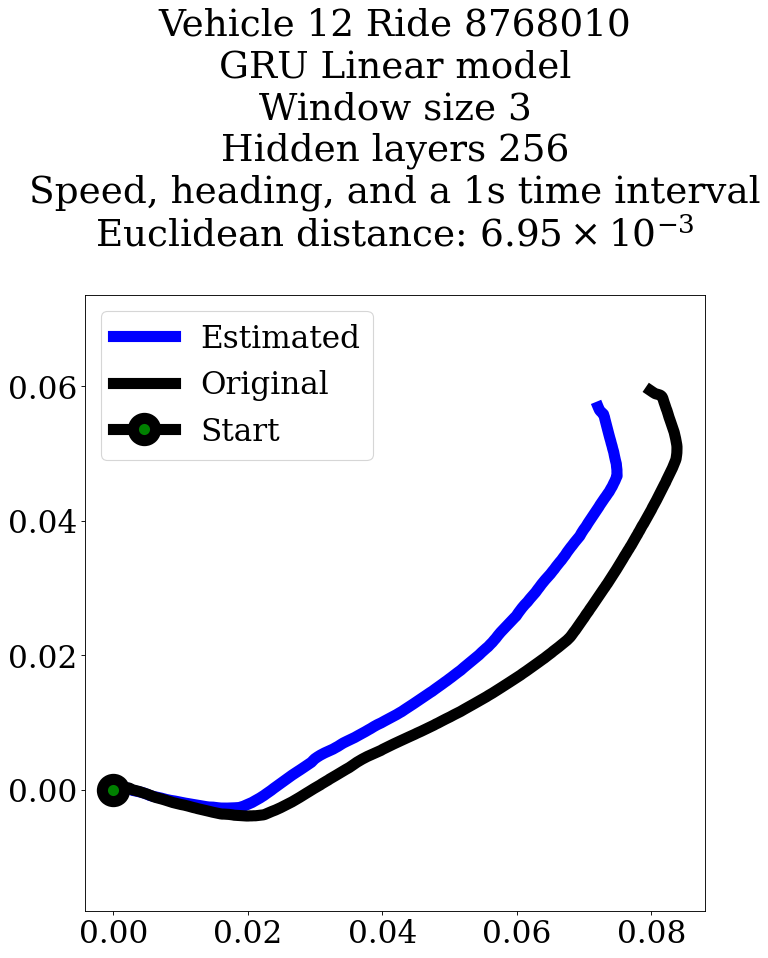 Vehicle 12 Ride 8768010
GRU Linear model
Window size 3
Hidden layers 256
Speed, heading, and a 1s time interval
Euclidean distance: 6.95 × 10⁻³
Estimated
Original
Start
0.06
0.04
0.02
0.00
0.00 0.02 0.04 0.06 0.08